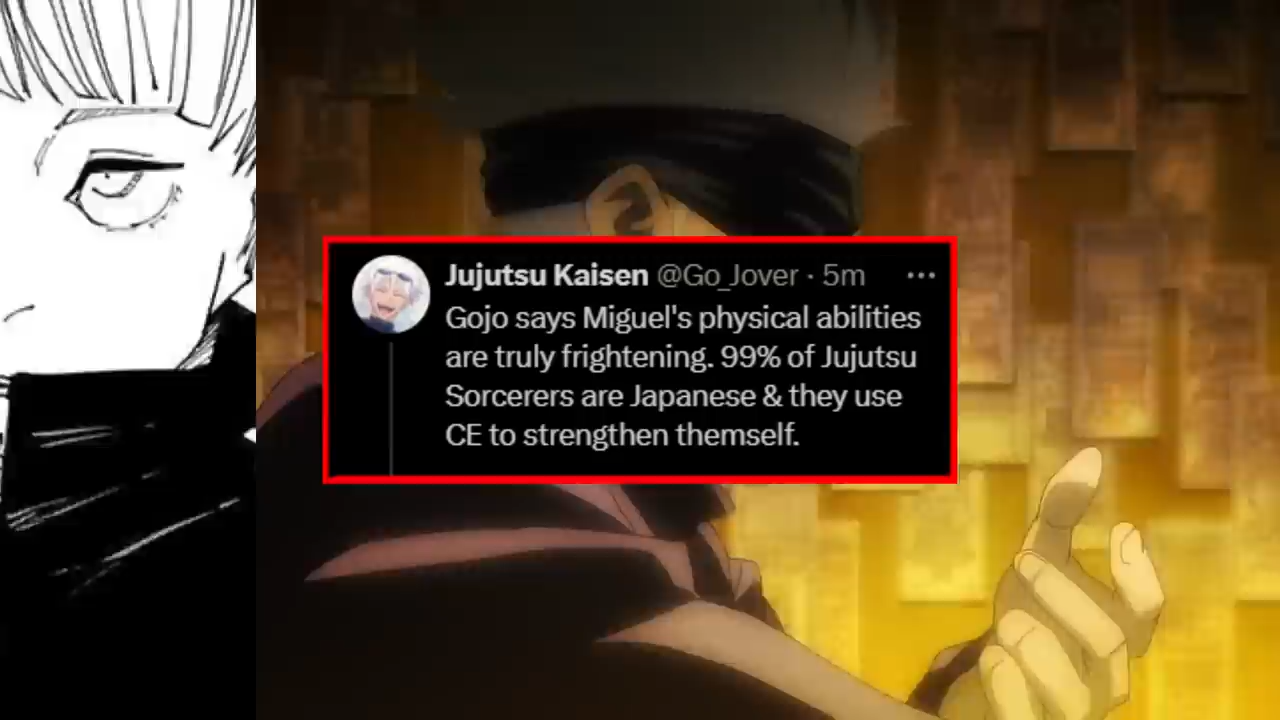 Jujutsu Kaisen @Go_Jover · 5m ...
Gojo says Miguel's physical abilities
are truly frightening. 99% of Jujutsu
Sorcerers are Japanese & they use
CE to strengthen themself.